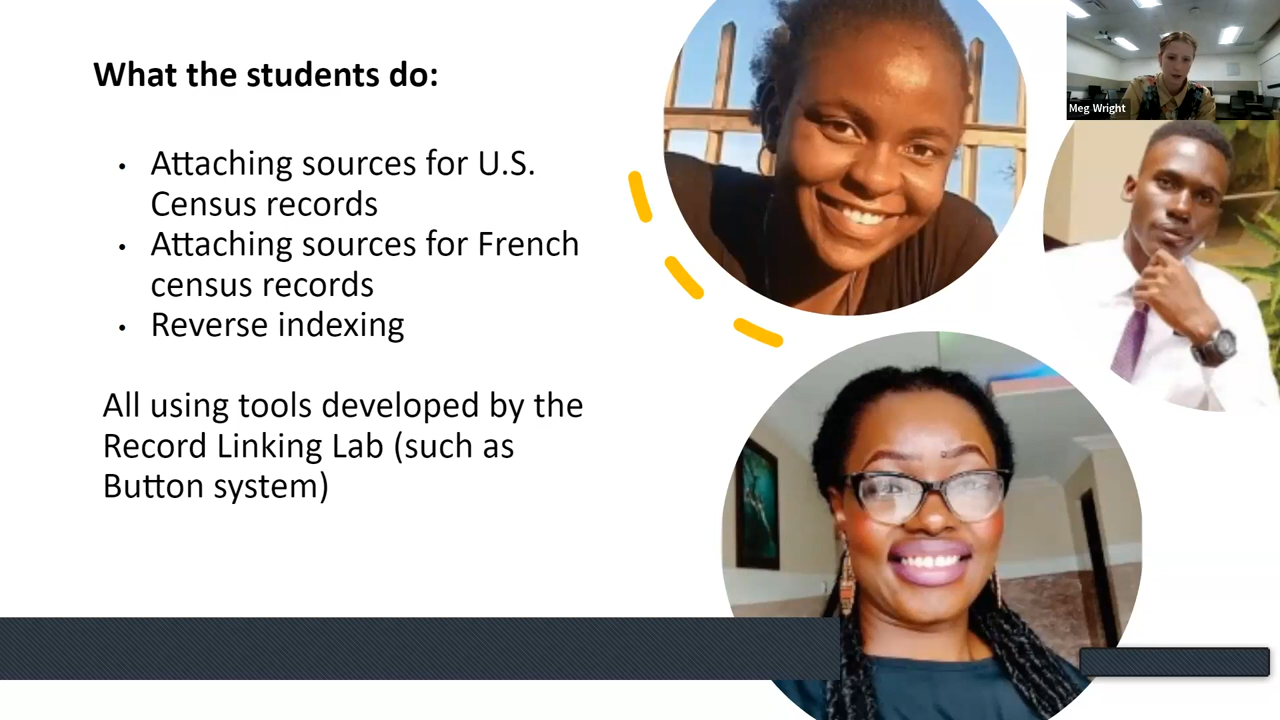 What the students do:
• Attaching sources for U.S.
Census records
• Attaching sources for French
census records
• Reverse indexing
All using tools developed by the
Record Linking Lab (such as
Button system)
Meg Wright